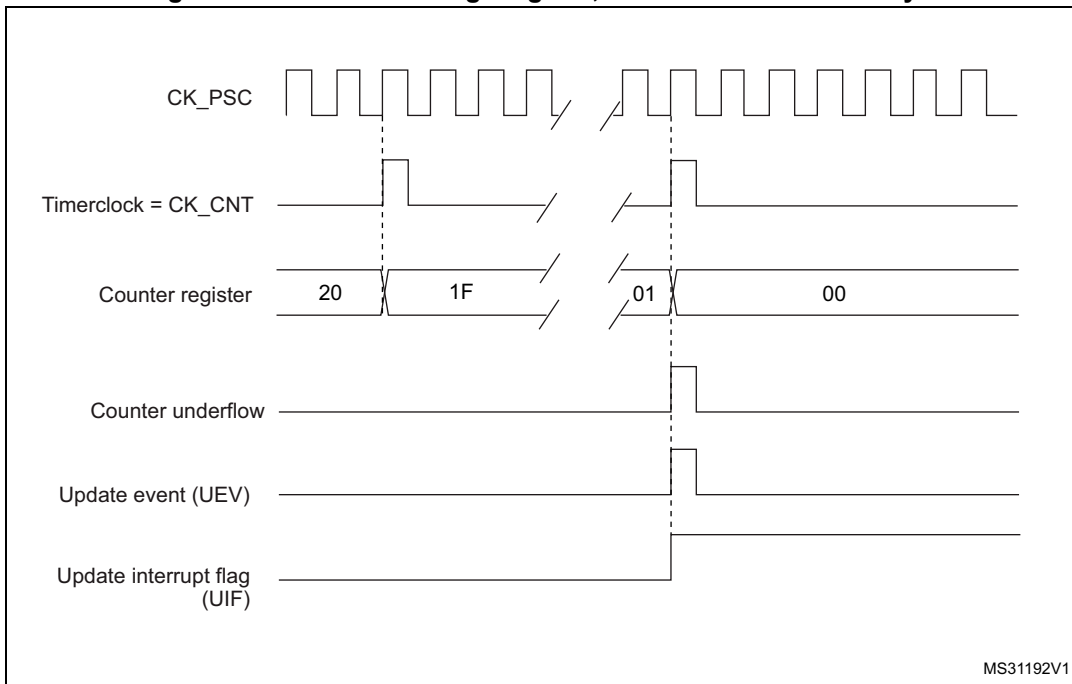 CK_PSC
Timerclock = CK_CNT
Counter register
20
1F
01
00
Counter underflow
Update event (UEV)
Update interrupt flag
(UIF)
MS31192V1